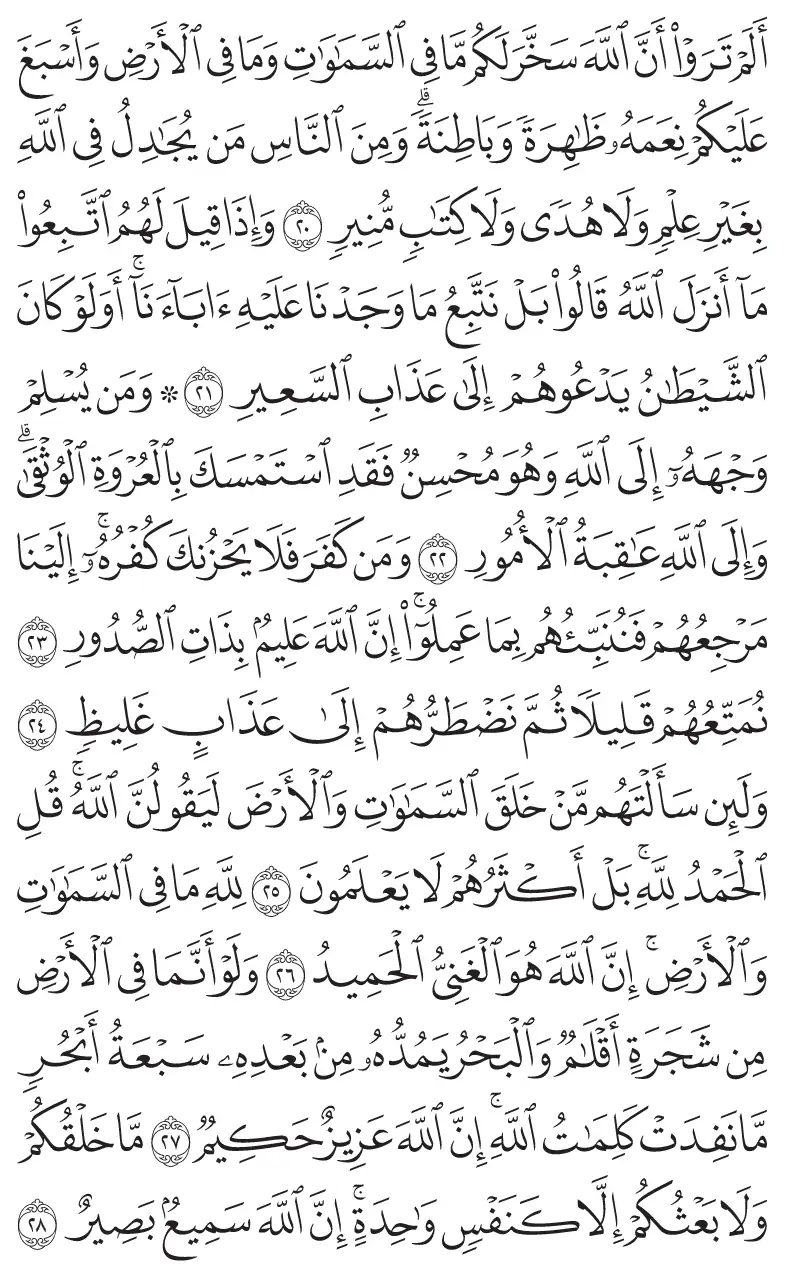 أَلَمْ تَرَوْا۟ أَنَّ ٱللَّهَ سَخَّرَ لَكُم مَّا فِى ٱلسَّمَـٰوَٰتِ وَمَا فِى ٱلْأَرْضِ وَأَسْبَغَ
عَلَيْكُمْ نِعَمَهُۥ ظَـٰهِرَةً وَبَاطِنَةً ۗ وَمِنَ ٱلنَّاسِ مَن يُجَـٰدِلُ فِى ٱللَّهِ
بِغَيْرِ عِلْمٍ وَلَا هُدًى وَلَا كِتَـٰبٍ مُّنِيرٍ ٢٠ وَإِذَا قِيلَ لَهُمُ ٱتَّبِعُوا۟
مَآ أَنزَلَ ٱللَّهُ قَالُوا۟ بَلْ نَتَّبِعُ مَا وَجَدْنَا عَلَيْهِ ءَابَآءَنَآ ۚ أَوَلَوْ كَانَ
ٱلشَّيْطَـٰنُ يَدْعُوهُمْ إِلَىٰ عَذَابِ ٱلسَّعِيرِ ٢١ * وَمَن يُسْلِمْ
وَجْهَهُۥٓ إِلَى ٱللَّهِ وَهُوَ مُحْسِنٌ فَقَدِ ٱسْتَمْسَكَ بِٱلْعُرْوَةِ ٱلْوُثْقَىٰ ۗ
وَإِلَى ٱللَّهِ عَـٰقِبَةُ ٱلْأُمُورِ ٢٢ وَمَن كَفَرَ فَلَا يَحْزُنكَ كُفْرُهُۥٓ ۚ إِلَيْنَا
مَرْجِعُهُمْ فَنُنَبِّئُهُم بِمَا عَمِلُوٓا۟ ۚ إِنَّ ٱللَّهَ عَلِيمٌۢ بِذَاتِ ٱلصُّدُورِ ٢٣
نُمَتِّعُهُمْ قَلِيلًا ثُمَّ نَضْطَرُّهُمْ إِلَىٰ عَذَابٍ غَلِيظٍ ٢٤
وَلَئِن سَأَلْتَهُم مَّنْ خَلَقَ ٱلسَّمَـٰوَٰتِ وَٱلْأَرْضَ لَيَقُولُنَّ ٱللَّهُ ۚ قُلِ
ٱلْحَمْدُ لِلَّهِ ۚ بَلْ أَكْثَرُهُمْ لَا يَعْلَمُونَ ٢٥ لِلَّهِ مَا فِى ٱلسَّمَـٰوَٰتِ
وَٱلْأَرْضِ ۚ إِنَّ ٱللَّهَ هُوَ ٱلْغَنِىُّ ٱلْحَمِيدُ ٢٦ وَلَوْ أَنَّمَا فِى ٱلْأَرْضِ
مِن شَجَرَةٍ أَقْلَـٰمٌ وَٱلْبَحْرُ يَمُدُّهُۥ مِنۢ بَعْدِهِۦ سَبْعَةُ أَبْحُرٍ
مَّا نَفِدَتْ كَلِمَـٰتُ ٱللَّهِ ۗ إِنَّ ٱللَّهَ عَزِيزٌ حَكِيمٌ ٢٧ مَّا خَلْقُكُمْ
وَلَا بَعْثُكُمْ إِلَّا كَنَفْسٍ وَٰحِدَةٍ ۗ إِنَّ ٱللَّهَ سَمِيعٌۢ بَصِيرٌ ٢٨